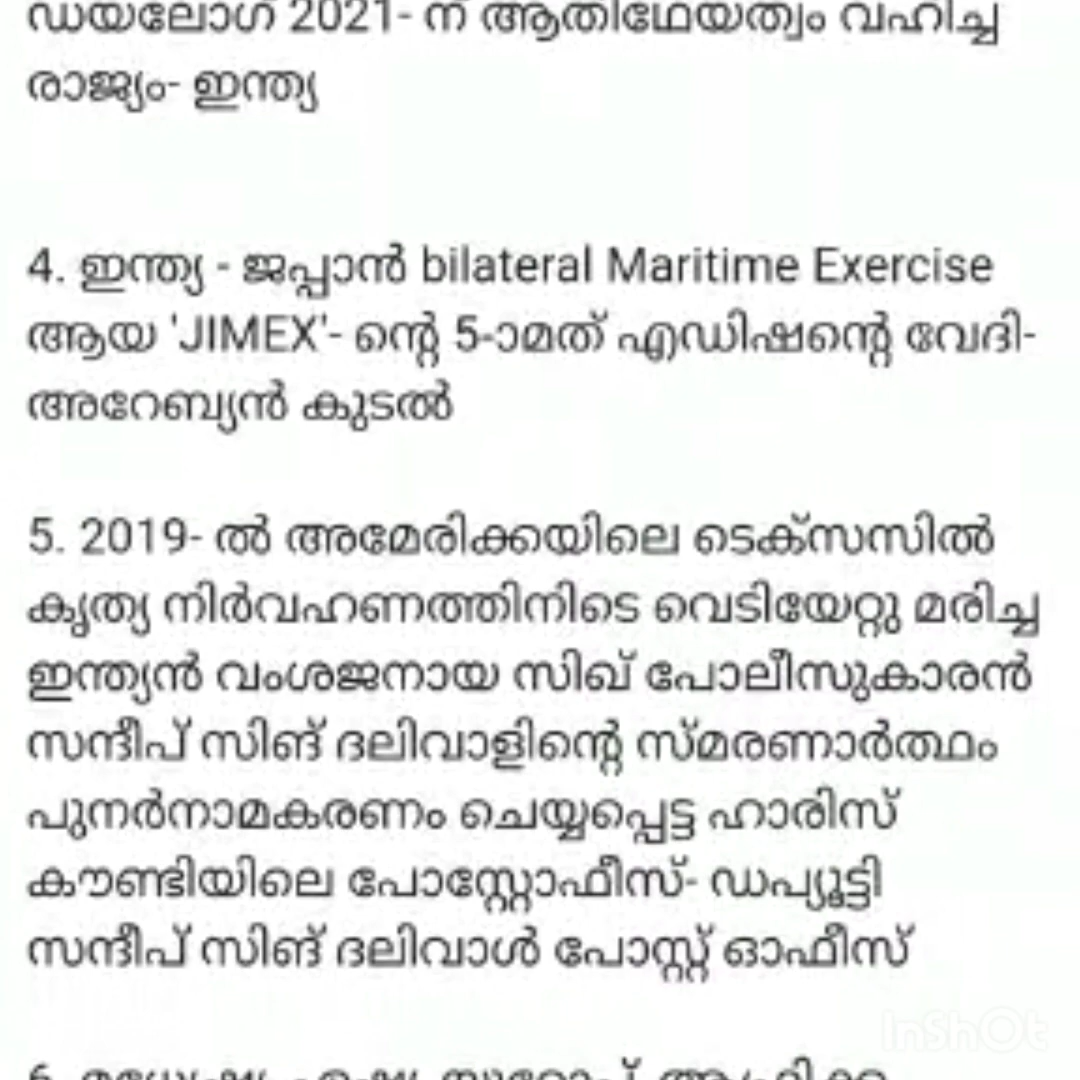 ഡയലോഗ് 2021- ന് ആതിഥേയത്വം വഹിച്ച
രാജ്യം- ഇന്ത്യ
4. ഇന്ത്യ - ജപ്പാൻ bilateral Maritime Exercise
ആയ 'JIMEX'- ന്റെ 5-ാമത് എഡിഷന്റെ വേദി-
അറേബ്യൻ കുടൽ
5. 2019- ൽ അമേരിക്കയിലെ ടെക്സസിൽ
കൃത്യ നിർവഹണത്തിനിടെ വെടിയേറ്റു മരിച്ച
ഇന്ത്യൻ വംശജനായ സിഖ് പോലീസുകാരൻ
സന്ദീപ് സിങ് ദലിവാളിന്റെ സ്മരണാർത്ഥം
പുനർനാമകരണം ചെയ്യപ്പെട്ട ഹാരിസ്
കൗണ്ടിയിലെ പോസ്റ്റോഫീസ്- ഡപ്യൂട്ടി
സന്ദീപ് സിങ് ദലിവാൾ പോസ്റ്റ് ഓഫീസ്
InShOt